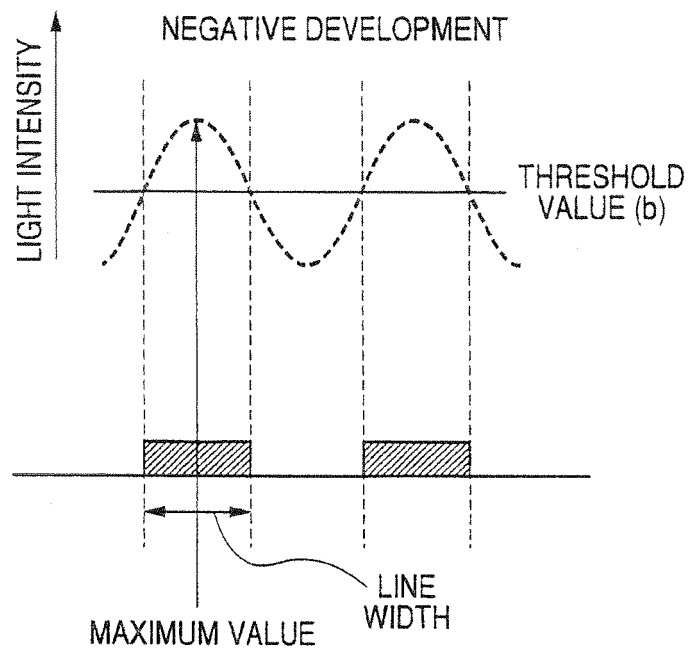 NEGATIVE DEVELOPMENT
LIGHT INTENSITY
THRESHOLD
VALUE (b)
LINE
WIDTH
MAXIMUM VALUE